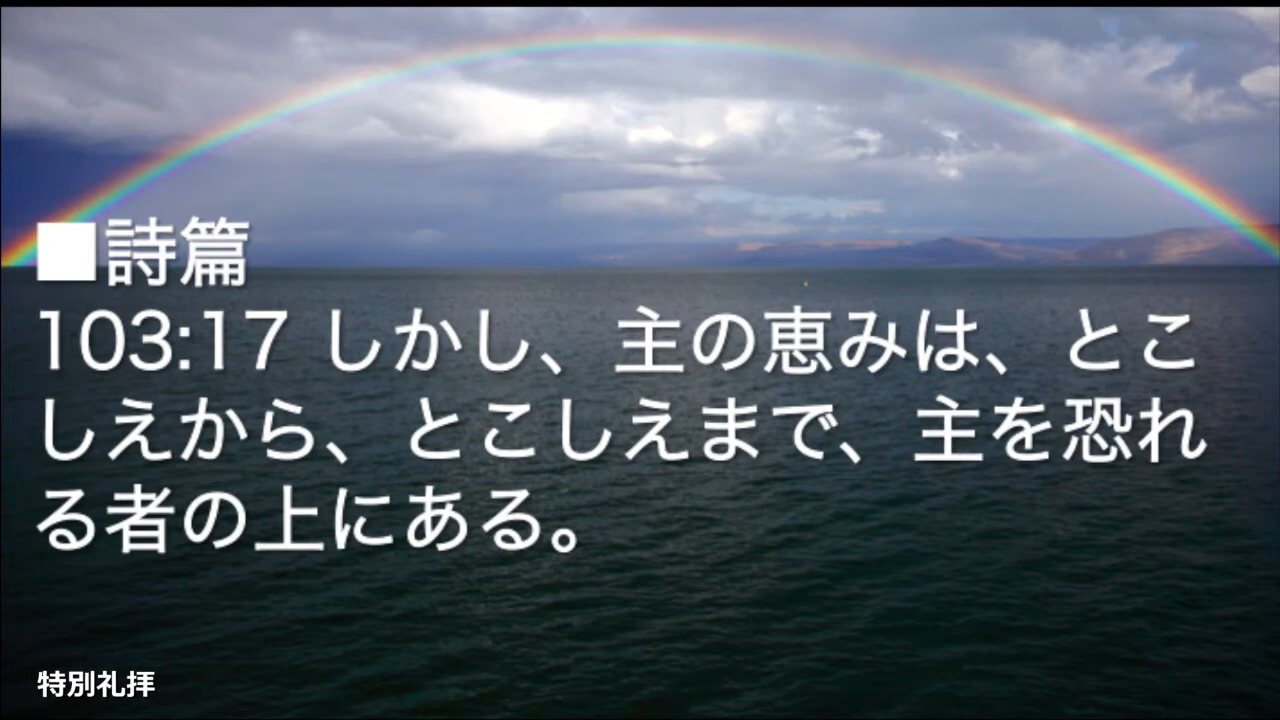 ■詩篇
103:17 しかし、主の恵みは、とこ
しえから、とこしえまで、主を恐れ
る者の上にある。
特別礼拝